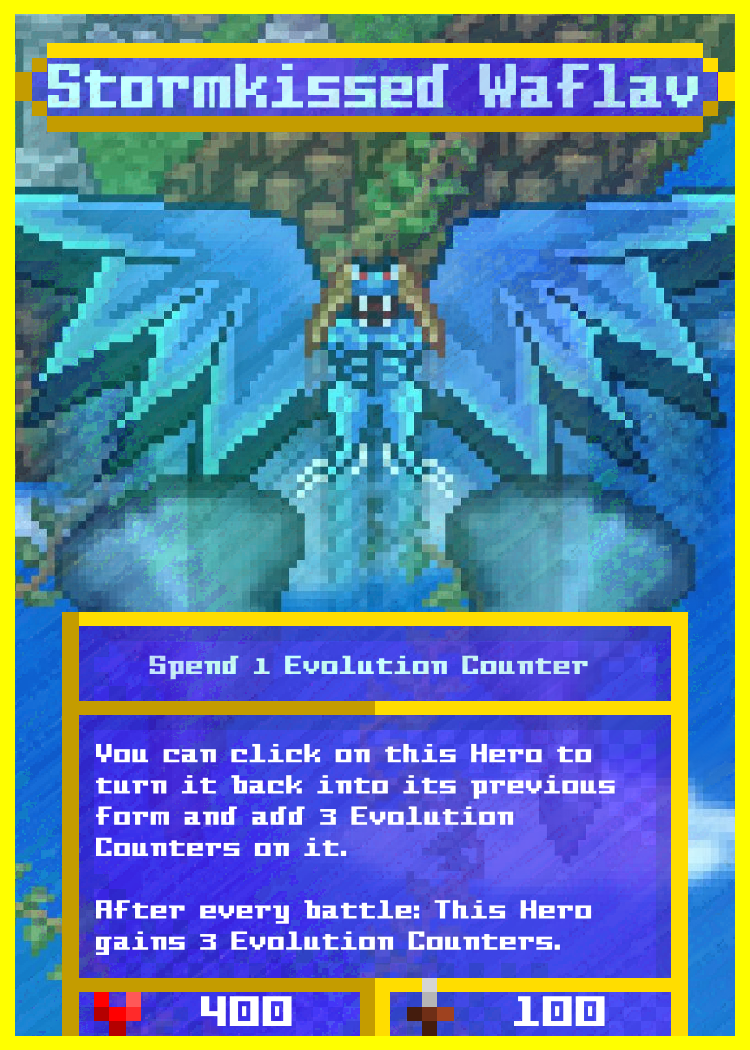 Stormkissed Waflav
Spend 1 Evolution Counter
You can click on this Hero to
turn it back into its previous
form and add 3 Evolution
Counters on it.
After every battle: This Hero
gains 3 Evolution Counters.
400
100